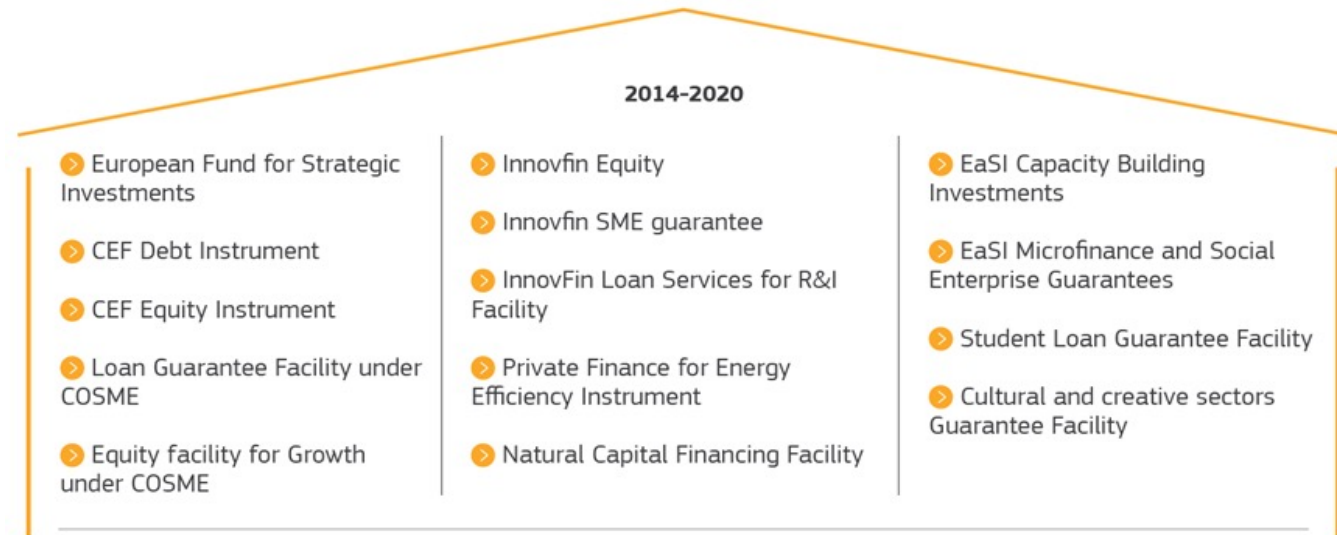 2014-2020
European Fund for Strategic
Investments
CEF Debt Instrument
CEF Equity Instrument
Loan Guarantee Facility under
COSME
Equity facility for Growth
under COSME
Innovfin Equity
Innovfin SME guarantee
InnovFin Loan Services for R&I
Facility
Private Finance for Energy
Efficiency Instrument
Natural Capital Financing Facility
EaSI Capacity Building
Investments
EaSI Microfinance and Social
Enterprise Guarantees
Student Loan Guarantee Facility
Cultural and creative sectors
Guarantee Facility